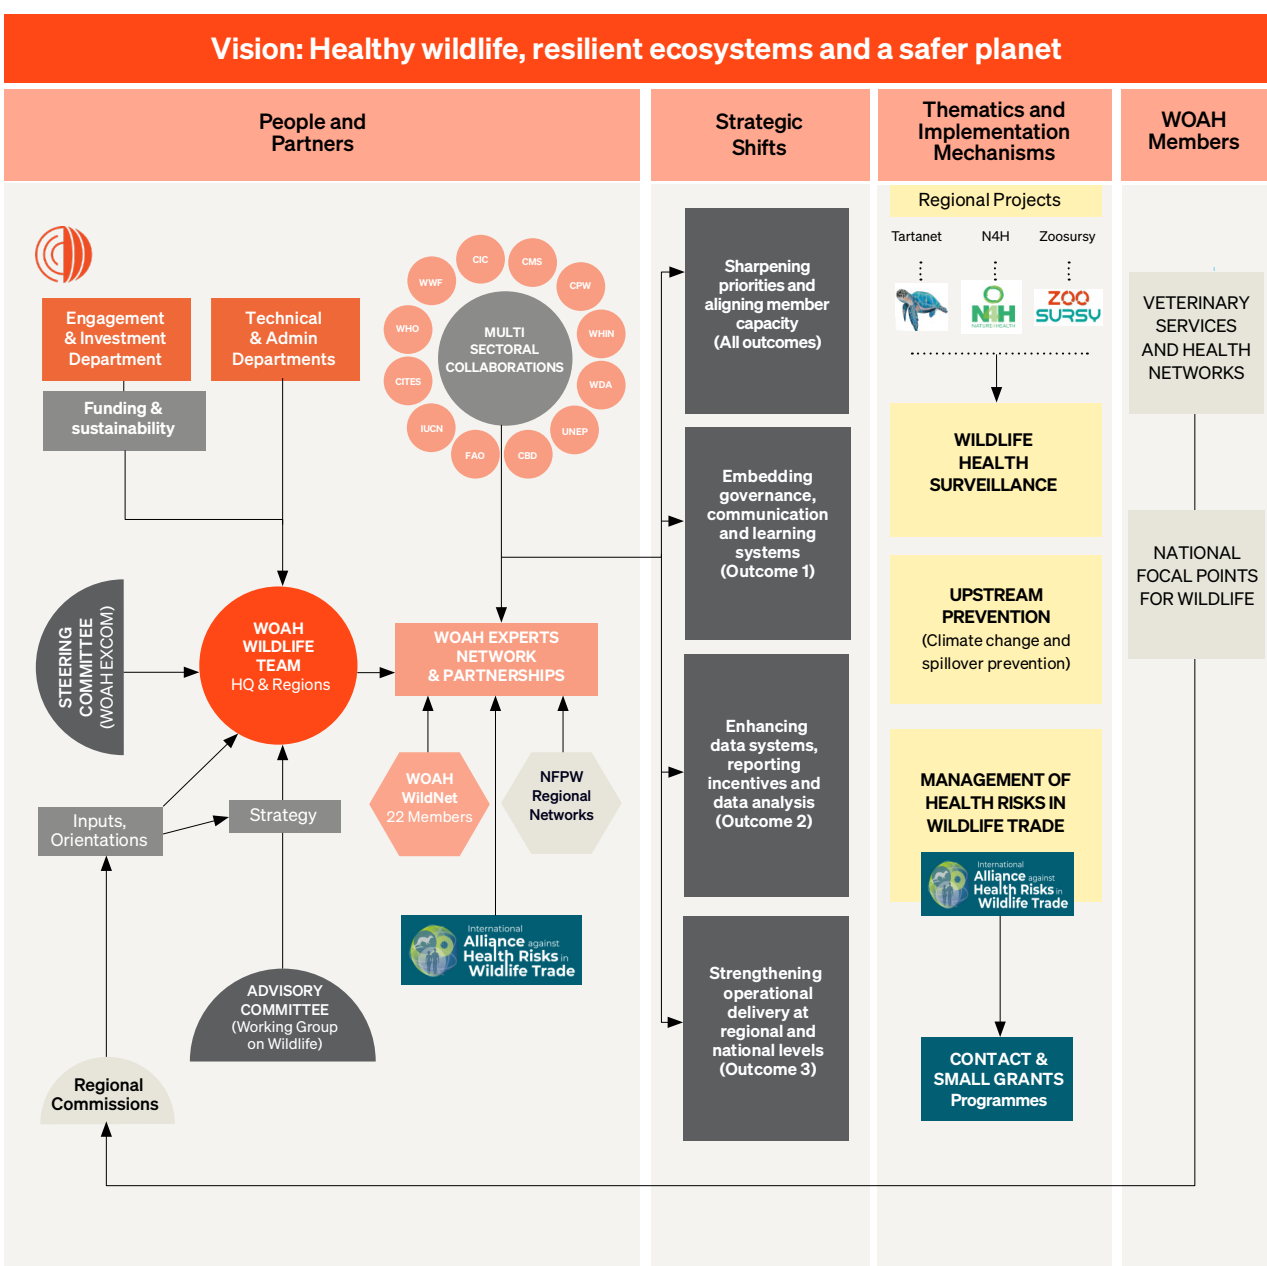 Vision: Healthy wildlife, resilient ecosystems and a safer planet
People and
Partners
Strategic
Shifts
Thematics and
Implementation
Mechanisms
WOAH
Members
Engagement
& Investment
Department
Funding &
sustainability
Technical
& Admin
Departments
MULTI
SECTORAL
COLLABORATIONS
CIC
CMS
CPW
WHIN
WDA
UNEP
CBD
FAO
IUCN
CITES
WHO
WWF
STEERING
COMMITTEE
(WOAH EXCOM)
WOAH
WILDLIFE
TEAM
HQ & Regions
WOAH EXPERTS
NETWORK
& PARTNERSHIPS
WOAH
WildNet
22 Members
NFPW
Regional
Networks
Inputs,
Orientations
Strategy
International
Alliance against
Health Risks in
Wildlife Trade
ADVISORY
COMMITTEE
(Working Group
on Wildlife)
Regional
Commissions
Sharpening
priorities and
aligning member
capacity
(All outcomes)
Embedding
governance,
communication
and learning
systems
(Outcome 1)
Enhancing
data systems,
reporting
incentives and
data analysis
(Outcome 2)
Strengthening
operational
delivery at
regional and
national levels
(Outcome 3)
Regional Projects
Tartanet
N4H
Zoosursy
N4H
NATURE4HEALTH
ZOO
SURSY
WILDLIFE
HEALTH
SURVEILLANCE
UPSTREAM
PREVENTION
(Climate change and
spillover prevention)
MANAGEMENT OF
HEALTH RISKS IN
WILDLIFE TRADE
International
Alliance against
Health Risks in
Wildlife Trade
CONTACT &
SMALL GRANTS
Programmes
VETERINARY
SERVICES
AND HEALTH
NETWORKS
NATIONAL
FOCAL POINTS
FOR WILDLIFE